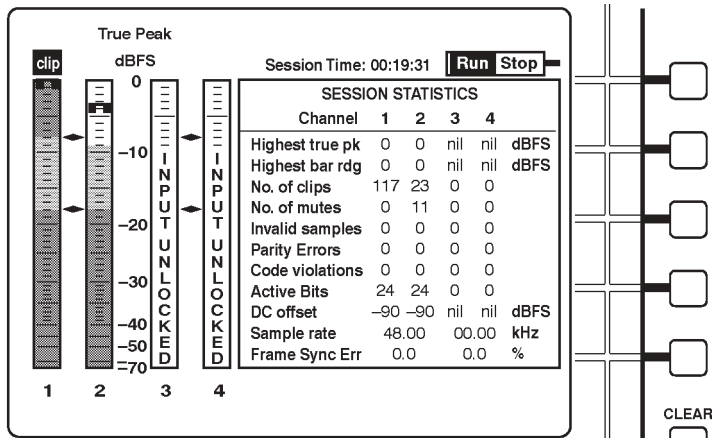 True Peak
clip
dBFS
Session Time: 00:19:31
Run Stop
0
-10
-20
-30
-40
-50
-70
INPUT UNLOCKED
INPUT UNLOCKED
1 2 3 4
SESSION STATISTICS
Channel 1 2 3 4
Highest true pk 0 0 nil nil dBFS
Highest bar rdg 0 0 nil nil dBFS
No. of clips 117 23 0 0
No. of mutes 0 11 0 0
Invalid samples 0 0 0 0
Parity Errors 0 0 0 0
Code violations 0 0 0 0
Active Bits 24 24 0 0
DC offset –90 –90 nil nil dBFS
Sample rate 48.00 00.00 kHz
Frame Sync Err 0.0 0.0 %
CLEAR